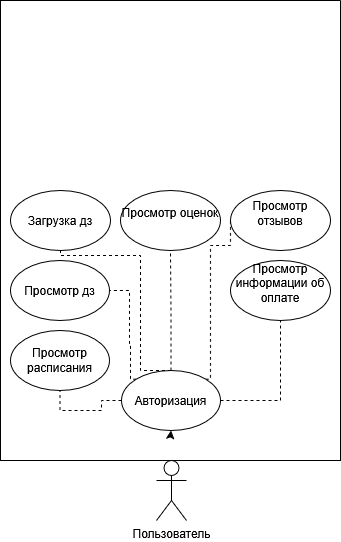 Загрузка дз
Просмотр оценок
Просмотр
отзывов
Просмотр дз
Просмотр
информации об
оплате
Просмотр
расписания
Авторизация
Пользователь